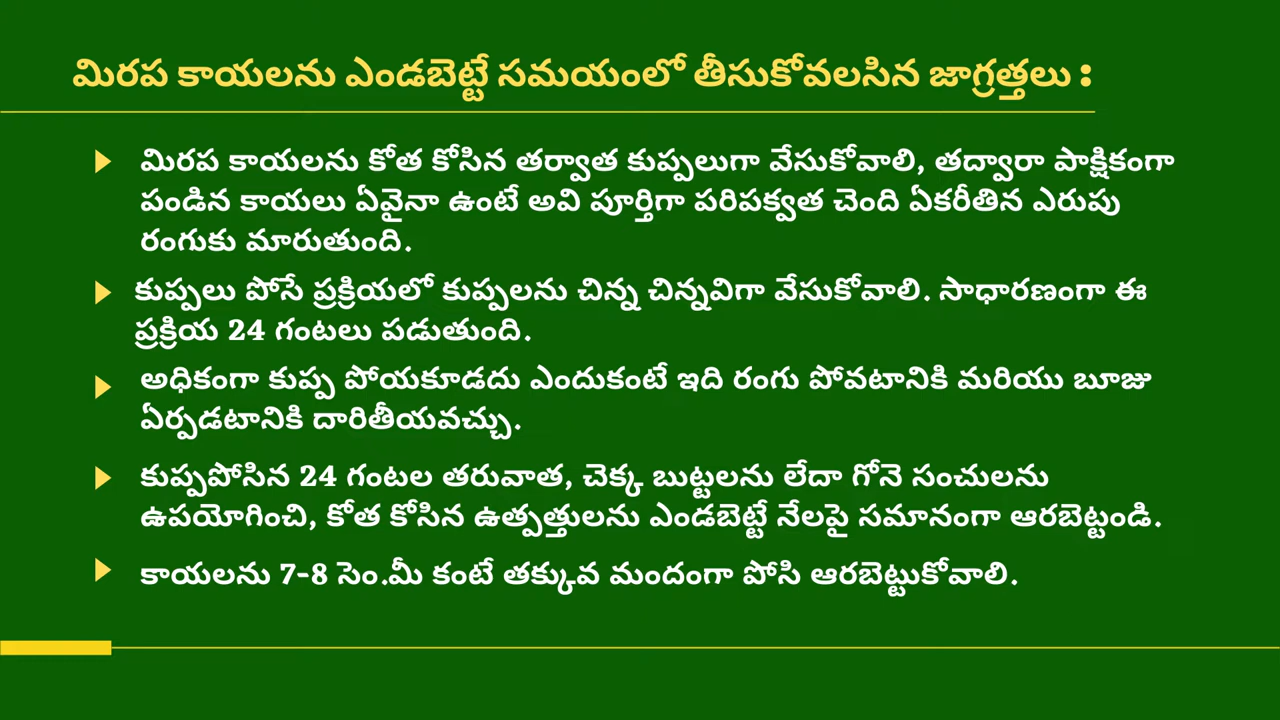 మిరప కాయలను ఎండబెట్టే సమయంలో తీసుకోవలసిన జాగ్రత్తలు :
మిరప కాయలను కోత కోసిన తర్వాత కుప్పలుగా వేసుకోవాలి, తద్వారా పాక్షికంగా
పండిన కాయలు ఏవైనా ఉంటే అవి పూర్తిగా పరిపక్వత చెంది ఏకరీతిన ఎరుపు
రంగుకు మారుతుంది.
కుప్పలు పోసే ప్రక్రియలో కుప్పలను చిన్న చిన్నవిగా వేసుకోవాలి. సాధారణంగా ఈ
ప్రక్రియ 24 గంటలు పడుతుంది.
అధికంగా కుప్ప పోయకూడదు ఎందుకంటే ఇది రంగు పోవటానికి మరియు బూజు
ఏర్పడటానికి దారితీయవచ్చు.
కుప్పపోసిన 24 గంటల తరువాత, చెక్క బుట్టలను లేదా గోనె సంచులను
ఉపయోగించి, కోత కోసిన ఉత్పత్తులను ఎండబెట్టే నేలపై సమానంగా ఆరబెట్టండి.
కాయలను 7-8 సెం.మీ కంటే తక్కువ మందంగా పోసి ఆరబెట్టుకోవాలి.